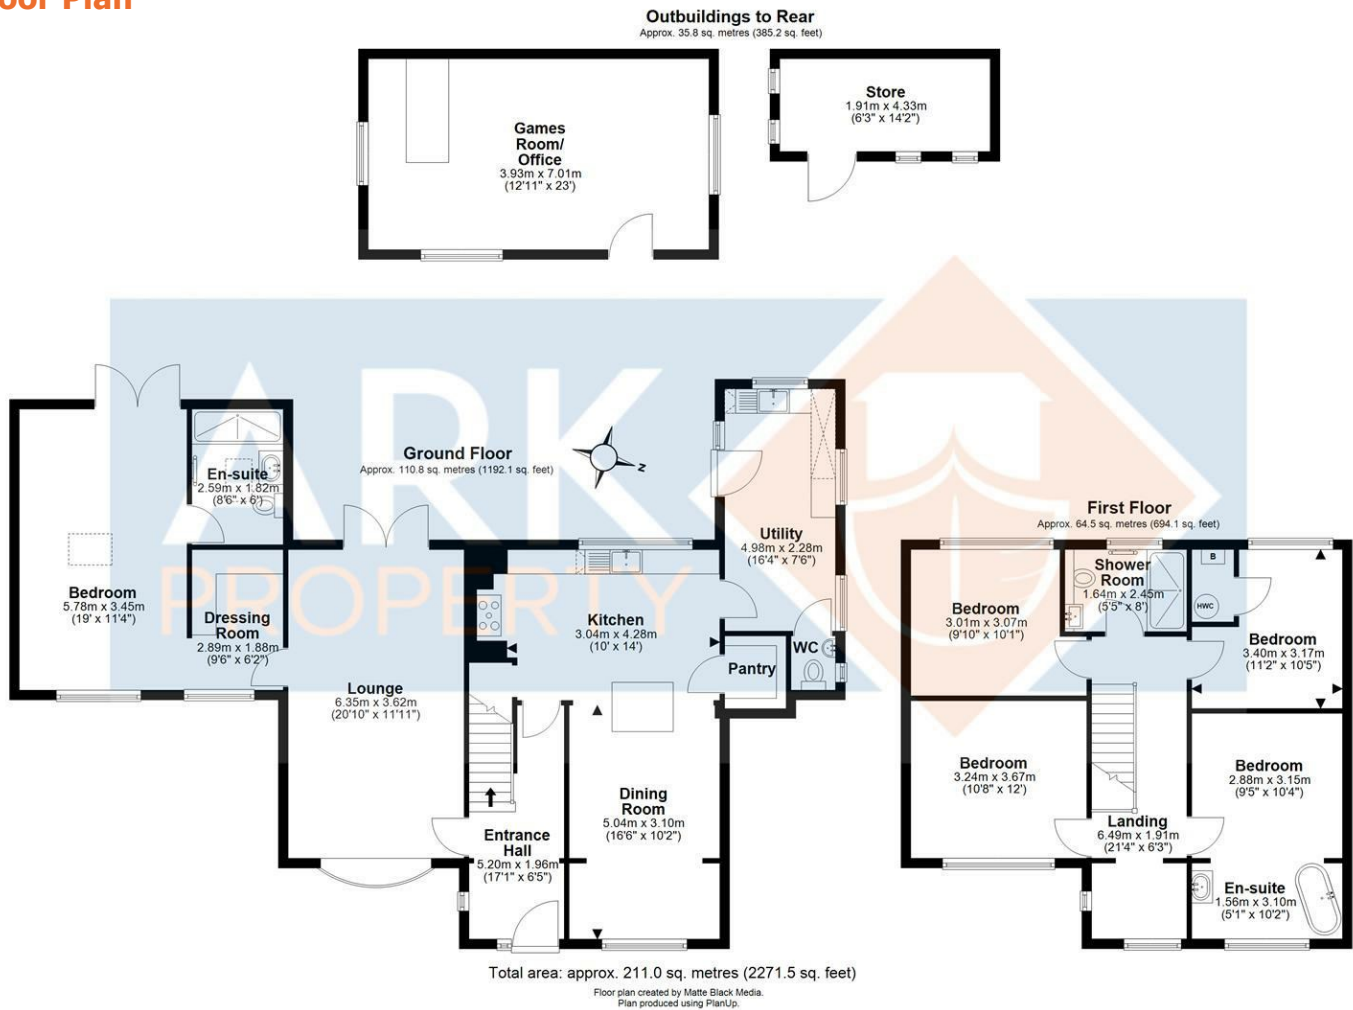 oor Plan
Outbuildings to Rear
Approx. 35.8 sq. metres (385.2 sq. feet)
Games
Room/
Office
3.93m x 7.01m
(12'11" x 23')
Store
1.91m x 4.33m
(6'3" x 14'2")
ARK
PROPERTY
Ground Floor
Approx. 110.8 sq. metres (1192.1 sq. feet)
N
Bedroom
5.78m x 3.45m
(19' x 11'4")
En-suite
2.59m x 1.82m
(8'6" x 6')
Dressing
Room
2.89m x 1.88m
(9'6" x 6'2")
Lounge
6.35m x 3.62m
(20'10" x 11'11")
Kitchen
3.04m x 4.28m
(10' x 14')
Utility
4.98m x 2.28m
(16'4" x 7'6")
WC
Pantry
Dining
Room
5.04m x 3.10m
(16'6" x 10'2")
Entrance
Hall
5.20m x 1.96m
(17'1" x 6'5")
First Floor
Approx. 64.5 sq. metres (694.1 sq. feet)
Bedroom
3.01m x 3.07m
(9'10" x 10'1")
Shower
Room
1.64m x 2.45m
(5'5" x 8')
B
HWC
Bedroom
3.40m x 3.17m
(11'2" x 10'5")
Bedroom
3.24m x 3.67m
(10'8" x 12')
Bedroom
2.88m x 3.15m
(9'5" x 10'4")
Landing
6.49m x 1.91m
(21'4" x 6'3")
En-suite
1.56m x 3.10m
(5'1" x 10'2")
Total area: approx. 211.0 sq. metres (2271.5 sq. feet)
Floor plan created by Matte Black Media.
Plan produced using PlanUp.